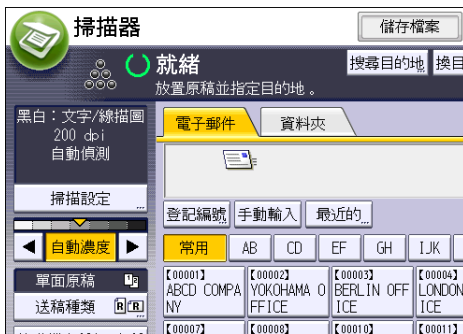 掃描器
儲存檔案
就緒
搜尋目的地
放置原稿並指定目的地。
黑白：文字/線描圖
200 dpi
自動偵測
電子郵件
資料夾
掃描設定
登記編號
手動輸入
最近的
自動濃度
常用
AB
CD
EF
GH
IJK
單面原稿
送稿種類
【00001】
ABCD COMPA
NY
【00002】
YOKOHAMA O
FFICE
【00003】
BERLIN OFF
ICE
【00004】
LONDON
ICE
【00007】
【00008】
【00010】
【00011】